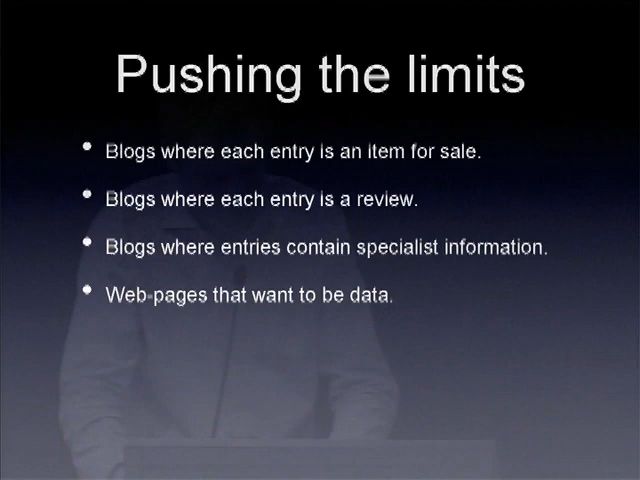 Pushing the limits
• Blogs where each entry is an item for sale.
• Blogs where each entry is a review.
• Blogs where entries contain specialist information.
• Web-pages that want to be data.